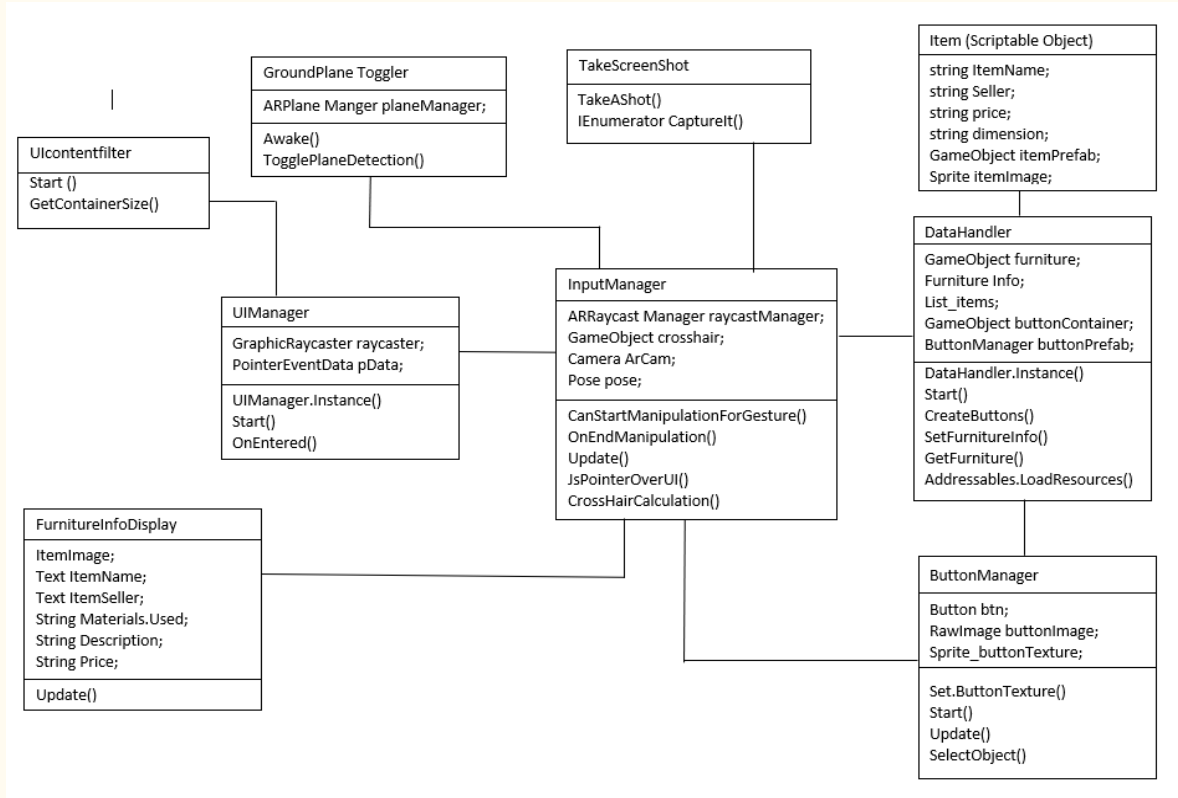 GroundPlane Toggler
ARPlane Manger planeManager;
Awake()
TogglePlaneDetection()
TakeScreenShot
TakeAShot()
IEnumerator CaptureIt()
Item (Scriptable Object)
string ItemName;
string Seller;
string price;
string dimension;
GameObject itemPrefab;
Sprite itemImage;
UIcontentfilter
Start ()
GetContainerSize()
UIManager
GraphicRaycaster raycaster;
PointerEventData pData;
UIManager.Instance()
Start()
OnEntered()
InputManager
ARRaycast Manager raycastManager;
GameObject crosshair;
Camera ArCam;
Pose pose;
CanStartManipulationForGesture()
OnEndManipulation()
Update()
JsPointerOverUI()
CrossHairCalculation()
DataHandler
GameObject furniture;
Furniture Info;
List_items;
GameObject buttonContainer;
ButtonManager buttonPrefab;
DataHandler.Instance()
Start()
CreateButtons()
SetFurnitureInfo()
GetFurniture()
Addressables.LoadResources()
FurnitureInfoDisplay
ItemImage;
Text ItemName;
Text ItemSeller;
String Materials.Used;
String Description;
String Price;
Update()
ButtonManager
Button btn;
RawImage buttonImage;
Sprite_buttonTexture;
Set.ButtonTexture()
Start()
Update()
SelectObject()